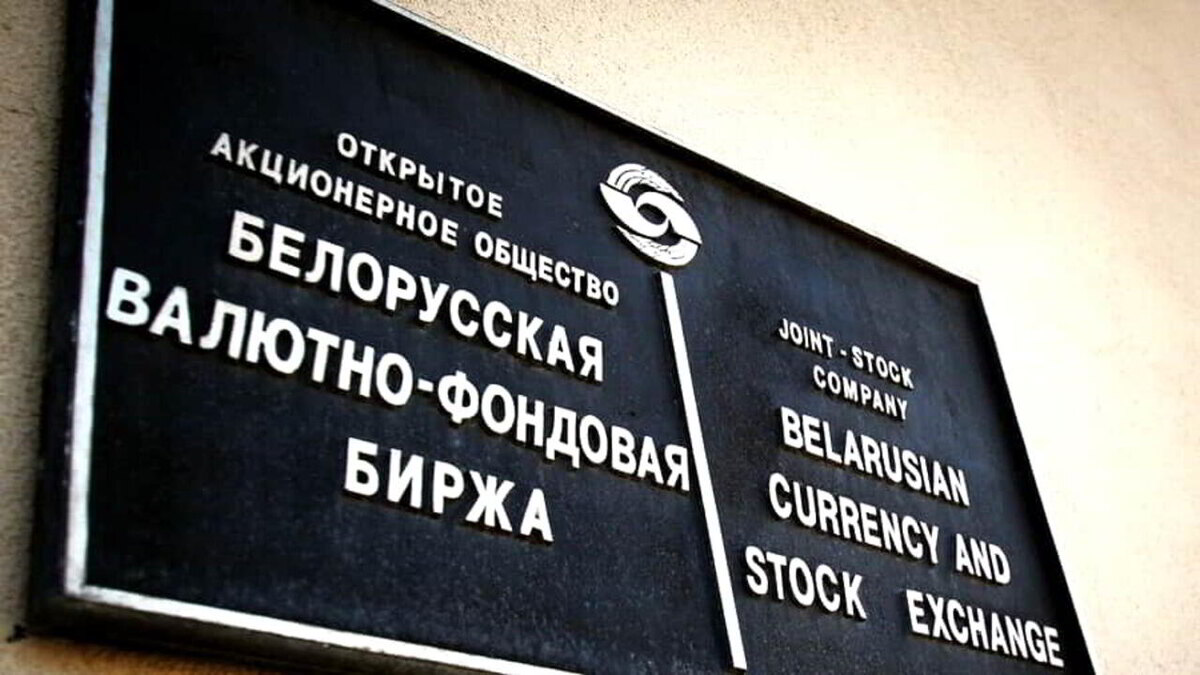 ОТКРЫТОЕ
АКЦИОНЕРНОЕ ОБЩЕСТВО
БЕЛОРУССКАЯ
ВАЛЮТНО-ФОНДОВАЯ
БИРЖА
JOINT - STOCK
COMPANY
BELARUSIAN
CURRENCY AND
STOCK EXCHANGE